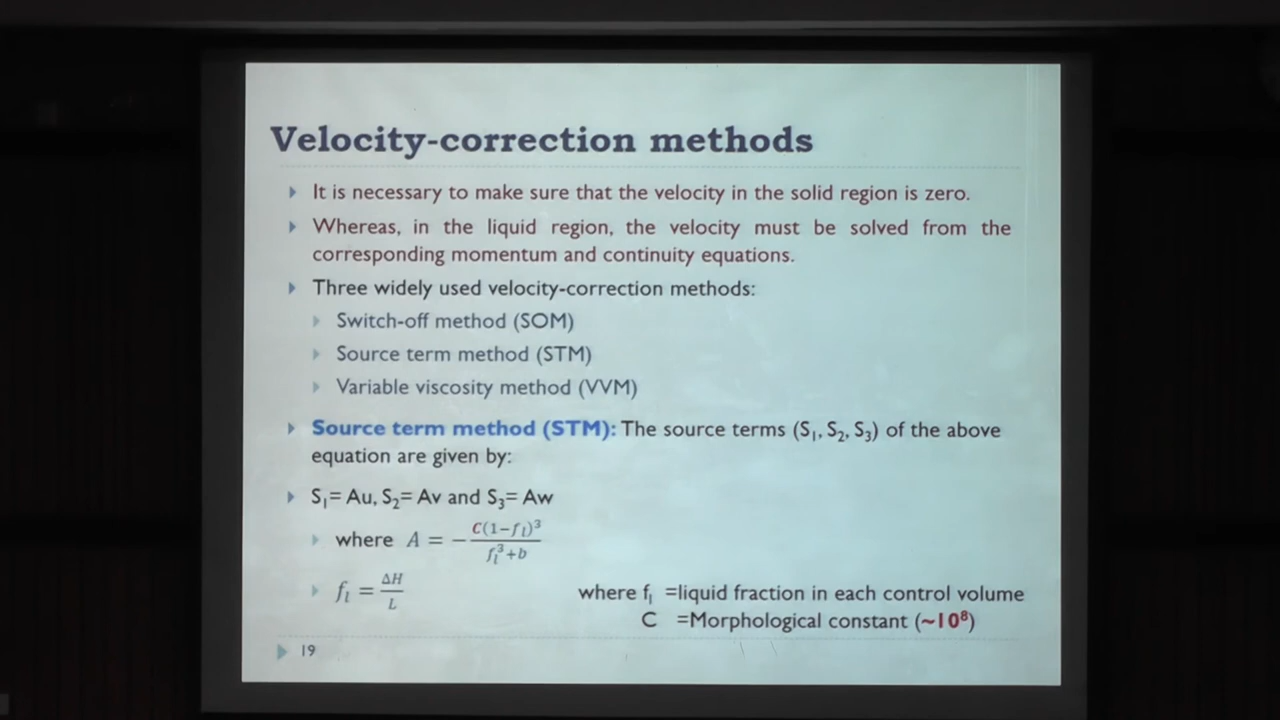 Velocity-correction methods
It is necessary to make sure that the velocity in the solid region is zero.
Whereas, in the liquid region, the velocity must be solved from the
corresponding momentum and continuity equations.
Three widely used velocity-correction methods:
Switch-off method (SOM)
Source term method (STM)
Variable viscosity method (VVM)
Source term method (STM): The source terms (S₁, S₂, S₃) of the above
equation are given by:
S₁= Au, S₂= Av and S₃= Aw
where A = −C(1−fₗ)³/(fₗ³+b)
fₗ = ΔH/L
where fₗ =liquid fraction in each control volume
C =Morphological constant (~10⁸)
19